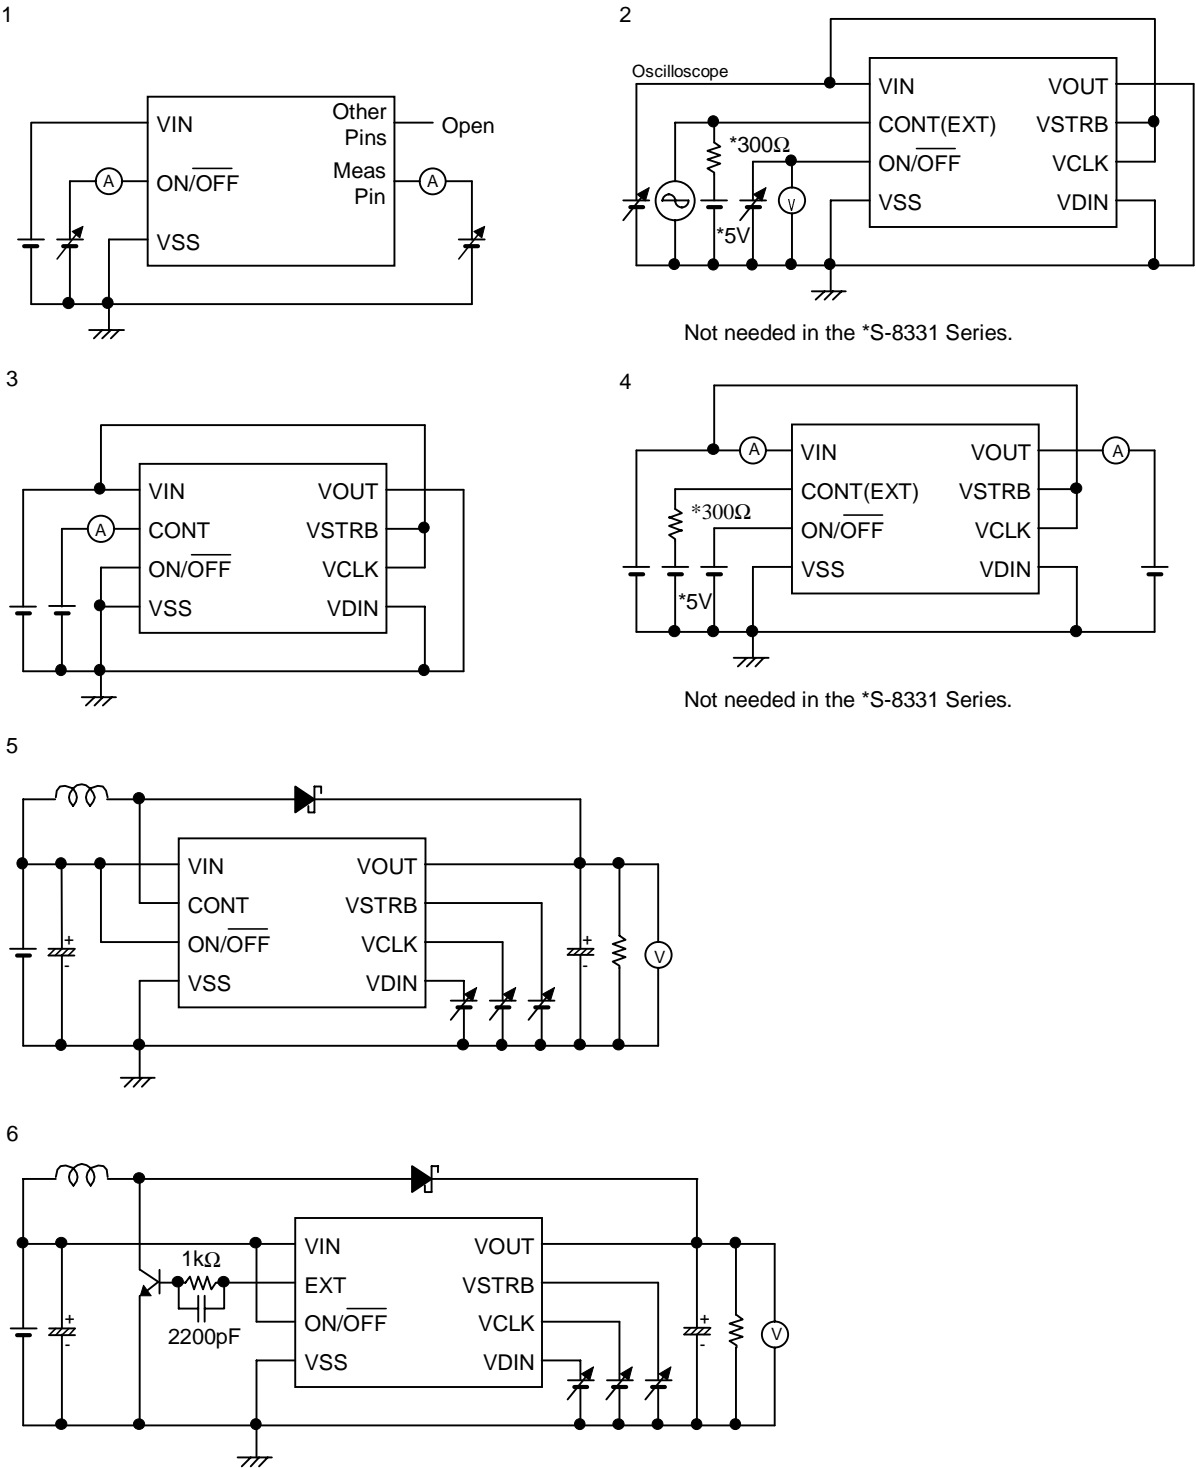 1
VIN
Other
Pins
Open
A
ON/OFF
Meas
Pin
A
VSS
2
Oscilloscope
VIN
VOUT
CONT(EXT)
VSTRB
*300Ω
ON/OFF
VCLK
V
VSS
VDIN
*5V
Not needed in the *S-8331 Series.
3
VIN
VOUT
A
CONT
VSTRB
ON/OFF
VCLK
VSS
VDIN
4
A
VIN
VOUT
A
CONT(EXT)
VSTRB
*300Ω
ON/OFF
VCLK
VSS
VDIN
*5V
Not needed in the *S-8331 Series.
5
VIN
VOUT
CONT
VSTRB
+
-
ON/OFF
VCLK
+
-
V
VSS
VDIN
6
VIN
VOUT
1kΩ
EXT
VSTRB
+
-
2200pF
ON/OFF
VCLK
+
-
V
VSS
VDIN